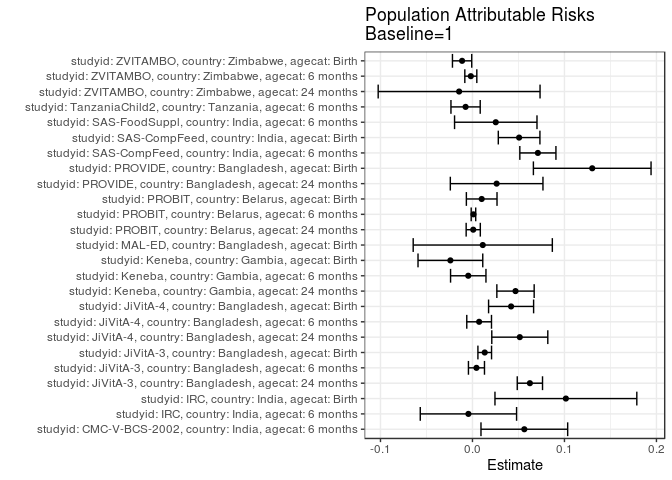 Population Attributable Risks
Baseline=1
studyid: ZVITAMBO, country: Zimbabwe, agecat: Birth
studyid: ZVITAMBO, country: Zimbabwe, agecat: 6 months
studyid: ZVITAMBO, country: Zimbabwe, agecat: 24 months
studyid: TanzaniaChild2, country: Tanzania, agecat: 6 months
studyid: SAS-FoodSuppl, country: India, agecat: 6 months
studyid: SAS-CompFeed, country: India, agecat: Birth
studyid: SAS-CompFeed, country: India, agecat: 6 months
studyid: PROVIDE, country: Bangladesh, agecat: Birth
studyid: PROVIDE, country: Bangladesh, agecat: 24 months
studyid: PROBIT, country: Belarus, agecat: Birth
studyid: PROBIT, country: Belarus, agecat: 6 months
studyid: PROBIT, country: Belarus, agecat: 24 months
studyid: MAL-ED, country: Bangladesh, agecat: Birth
studyid: Keneba, country: Gambia, agecat: Birth
studyid: Keneba, country: Gambia, agecat: 6 months
studyid: Keneba, country: Gambia, agecat: 24 months
studyid: JiVitA-4, country: Bangladesh, agecat: Birth
studyid: JiVitA-4, country: Bangladesh, agecat: 6 months
studyid: JiVitA-4, country: Bangladesh, agecat: 24 months
studyid: JiVitA-3, country: Bangladesh, agecat: Birth
studyid: JiVitA-3, country: Bangladesh, agecat: 6 months
studyid: JiVitA-3, country: Bangladesh, agecat: 24 months
studyid: IRC, country: India, agecat: Birth
studyid: IRC, country: India, agecat: 6 months
studyid: CMC-V-BCS-2002, country: India, agecat: 6 months
-0.1 0.0 0.1 0.2
Estimate